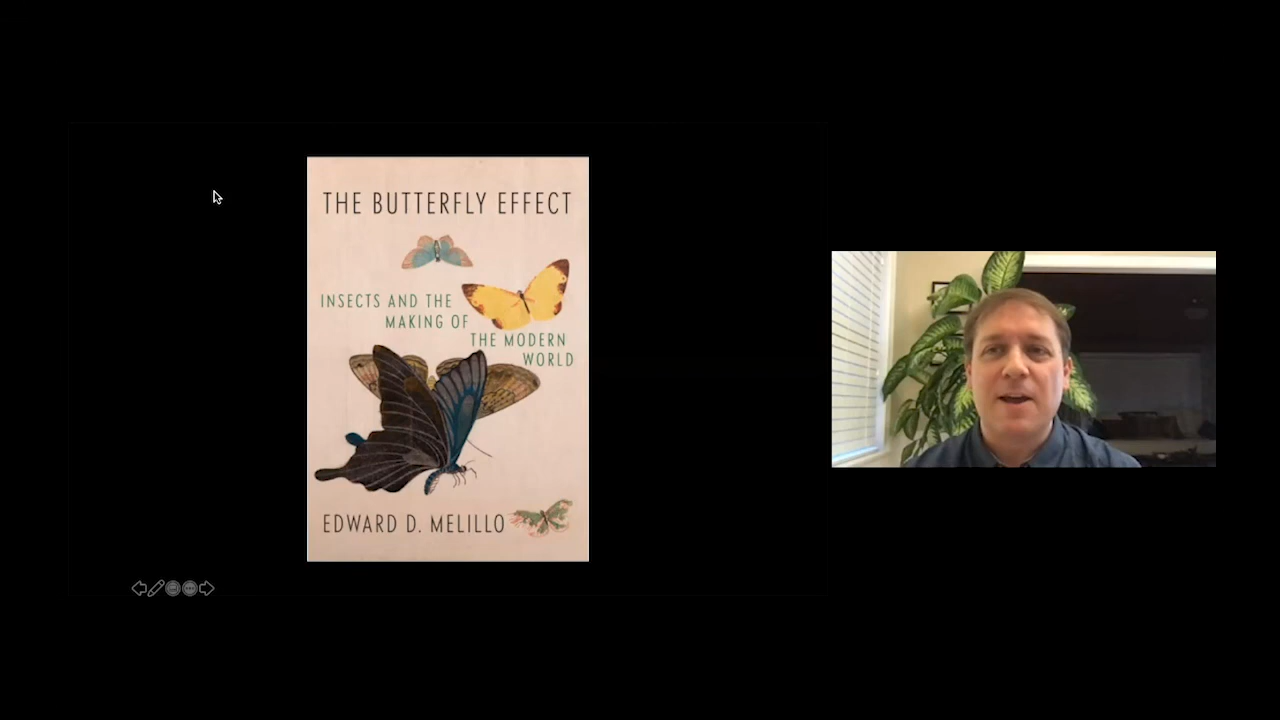 THE BUTTERFLY EFFECT
INSECTS AND THE
MAKING OF
THE MODERN
WORLD
EDWARD D. MELILLO